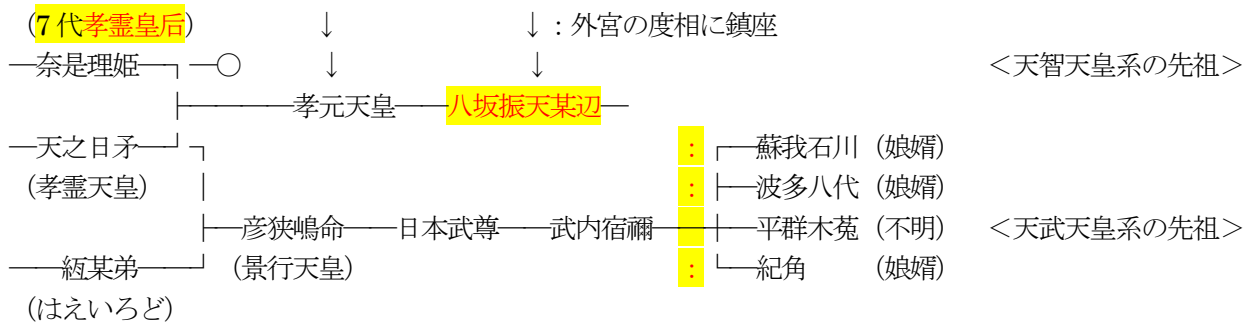 (7代孝霊皇后) ↓ ↓:外宮の度相に鎮座
―奈是理姫―┐―○ ↓ ↓ <天智天皇系の先祖>
├―――――孝元天皇――八坂振天某辺―
―天之日矛―┘┐ : ┌―蘇我石川(娘婿)
(孝霊天皇) | : ├―波多八代(娘婿)
├―彦狭嶋命――日本武尊――武内宿禰――┼―平群木菟(不明) <天武天皇系の先祖>
――絙某弟――┘ (景行天皇) : └―紀角 (娘婿)
(はえいろど)